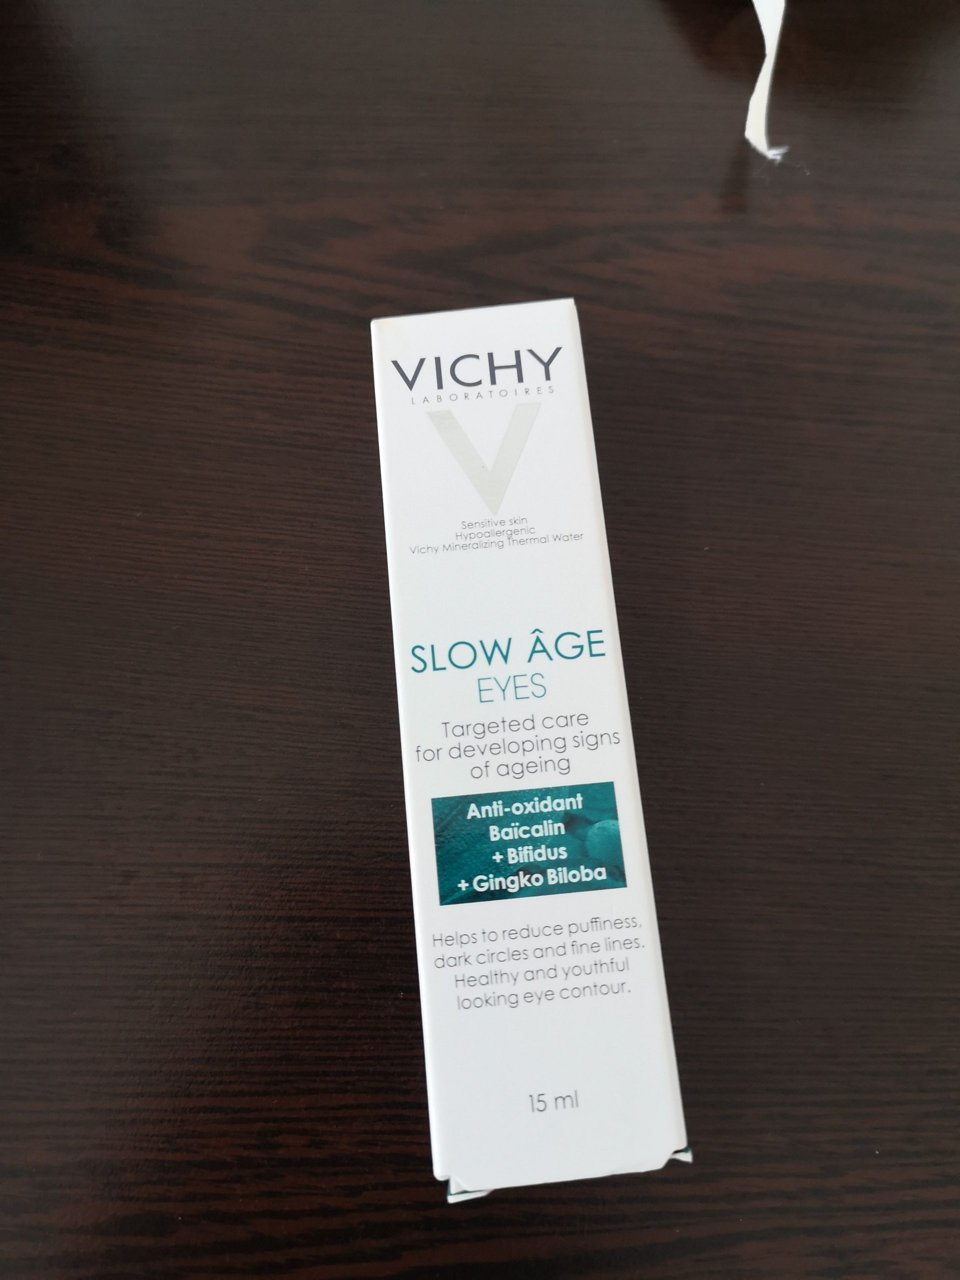 VICHY
LABORATOIRES
V
Sensitive skin
Hypoallergenic
Vichy Mineralizing Thermal Water
SLOW ÂGE
EYES
Targeted care
for developing signs
of ageing
Anti-oxidant
Baïcalin
+ Bifidus
+ Gingko Biloba
Helps to reduce puffiness,
dark circles and fine lines.
Healthy and youthful
looking eye contour.
15 ml